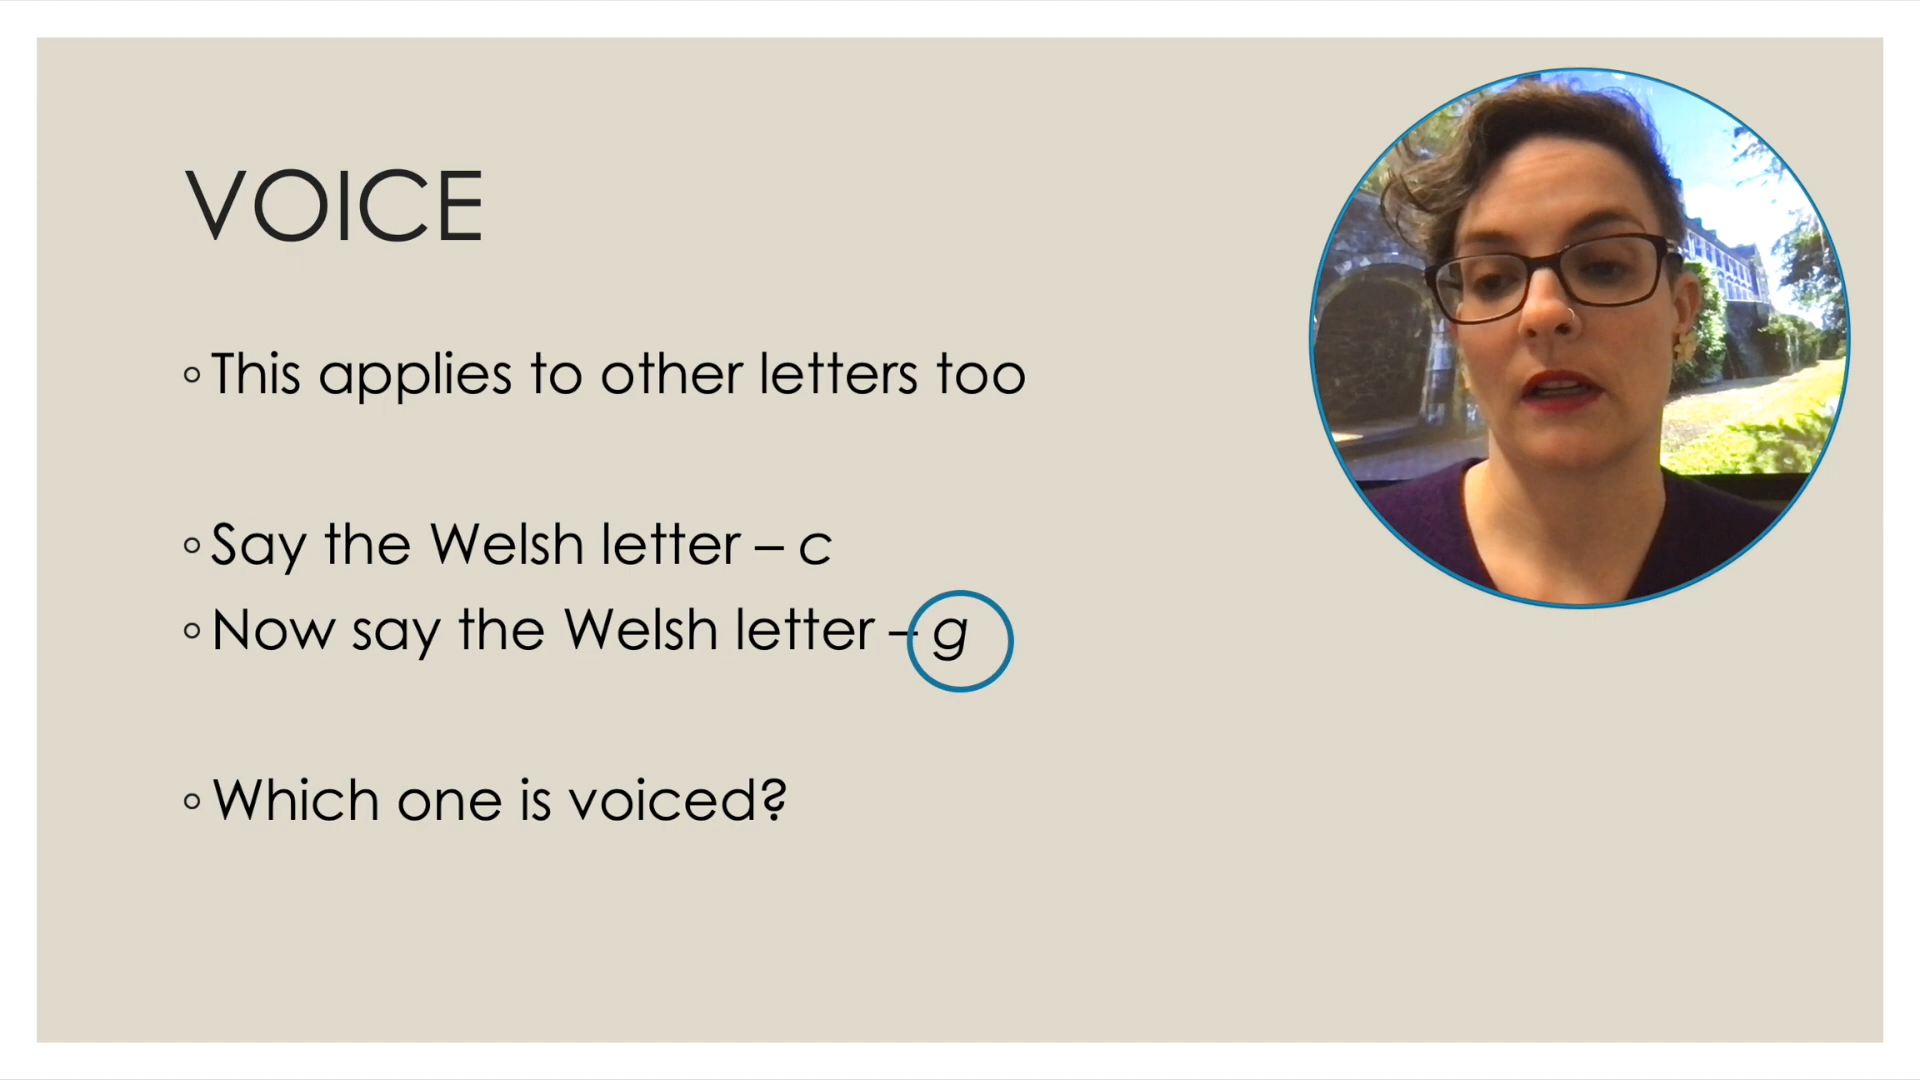 VOICE
◦ This applies to other letters too
◦ Say the Welsh letter – c
◦ Now say the Welsh letter – g
◦ Which one is voiced?